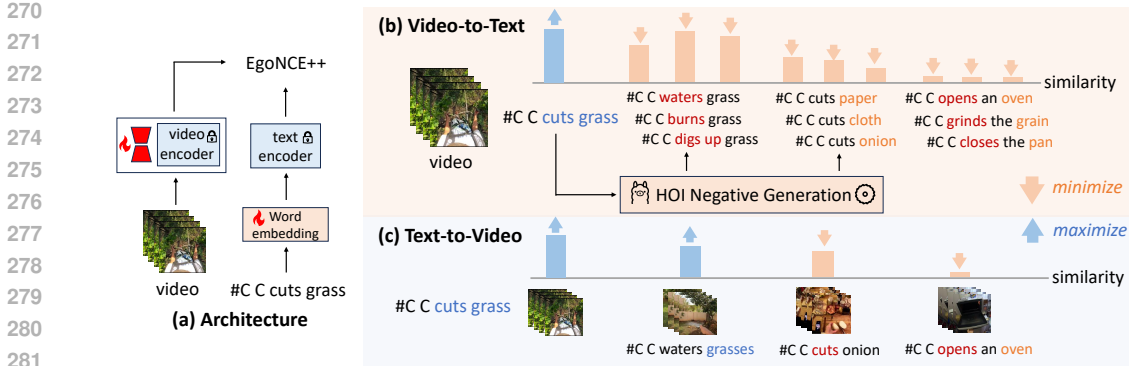 270
271
272
273
274
275
276
277
278
279
280
281
EgoNCE++
video
encoder
text
encoder
Word
embedding
video
#C C cuts grass
(a) Architecture
(b) Video-to-Text
similarity
#C C cuts grass
video
#C C waters grass
#C C burns grass
#C C digs up grass
#C C cuts paper
#C C cuts cloth
#C C cuts onion
#C C opens an oven
#C C grinds the grain
#C C closes the pan
HOI Negative Generation
minimize
maximize
(c) Text-to-Video
similarity
#C C cuts grass
#C C waters grasses
#C C cuts onion
#C C opens an oven